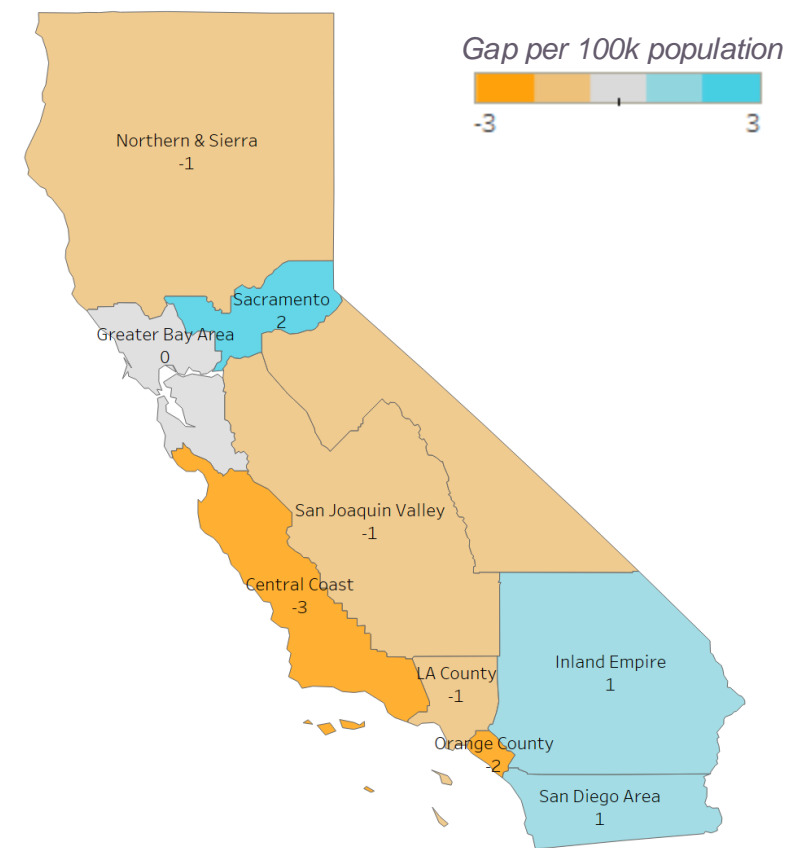 Gap per 100k population
-3 3
Northern & Sierra
-1
Sacramento
2
Greater Bay Area
0
San Joaquin Valley
-1
Central Coast
-3
Inland Empire
1
LA County
-1
Orange County
-2
San Diego Area
1